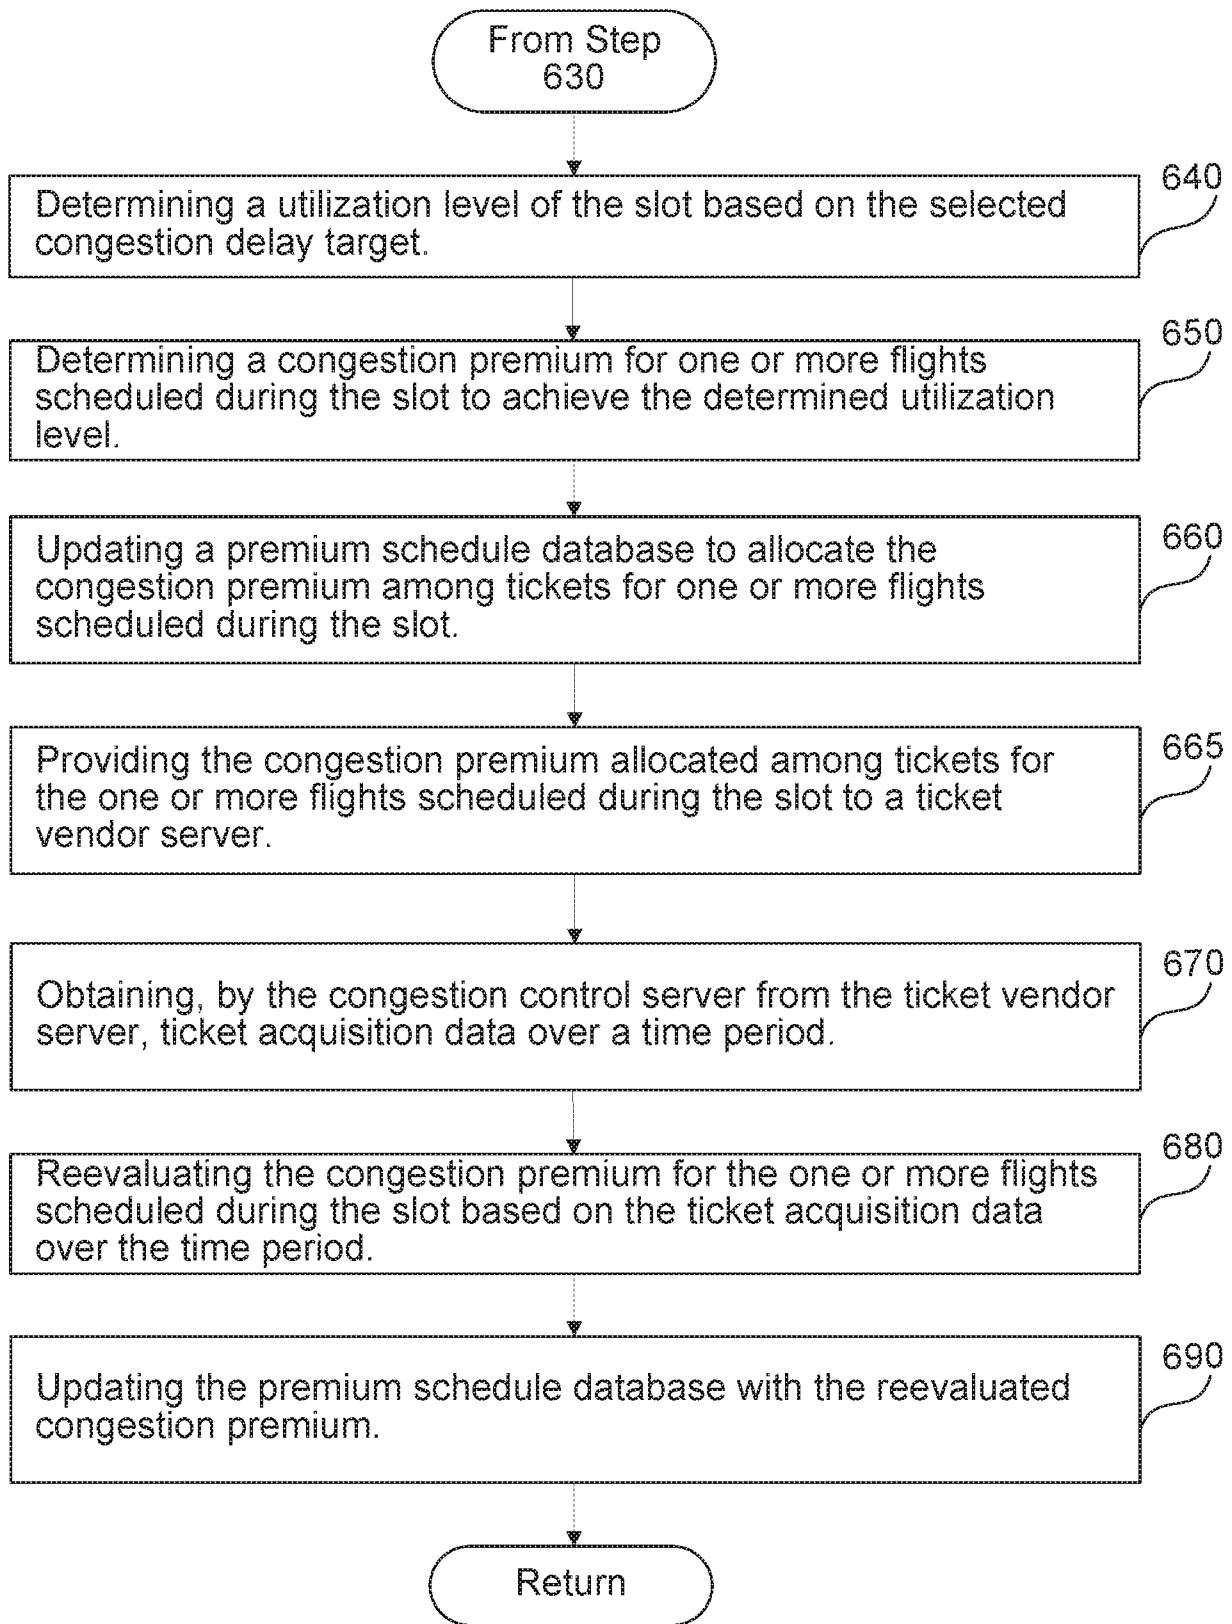 From Step
630
640
Determining a utilization level of the slot based on the selected
congestion delay target.
650
Determining a congestion premium for one or more flights
scheduled during the slot to achieve the determined utilization
level.
660
Updating a premium schedule database to allocate the
congestion premium among tickets for one or more flights
scheduled during the slot.
665
Providing the congestion premium allocated among tickets for
the one or more flights scheduled during the slot to a ticket
vendor server.
670
Obtaining, by the congestion control server from the ticket vendor
server, ticket acquisition data over a time period.
680
Reevaluating the congestion premium for the one or more flights
scheduled during the slot based on the ticket acquisition data
over the time period.
690
Updating the premium schedule database with the reevaluated
congestion premium.
Return